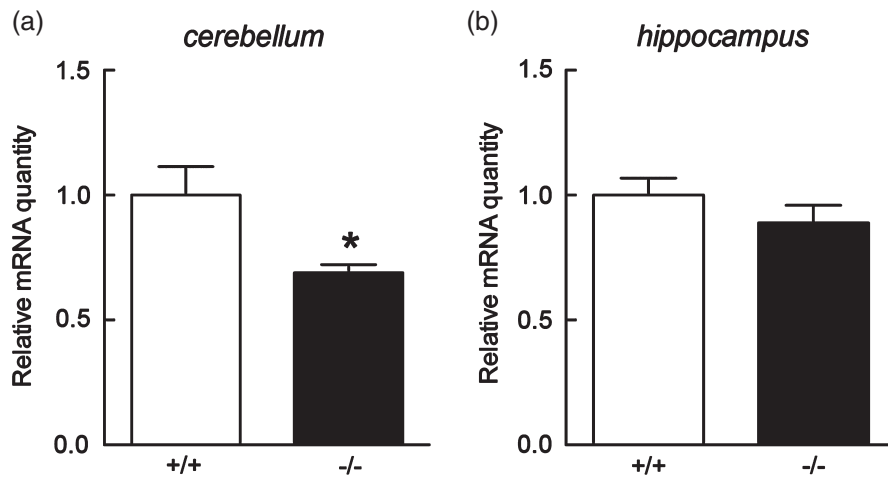 (a)
cerebellum
Relative mRNA quantity
1.5
1.0
0.5
0.0
*
+/+
-/-
(b)
hippocampus
Relative mRNA quantity
1.5
1.0
0.5
0.0
+/+
-/-